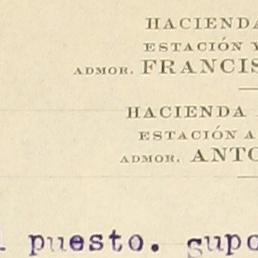 HACIENDA
ESTACIÓN Y
ADMOR. FRANCIS
HACIENDA
ESTACIÓN A
ADMOR. ANTO
puesto. supo